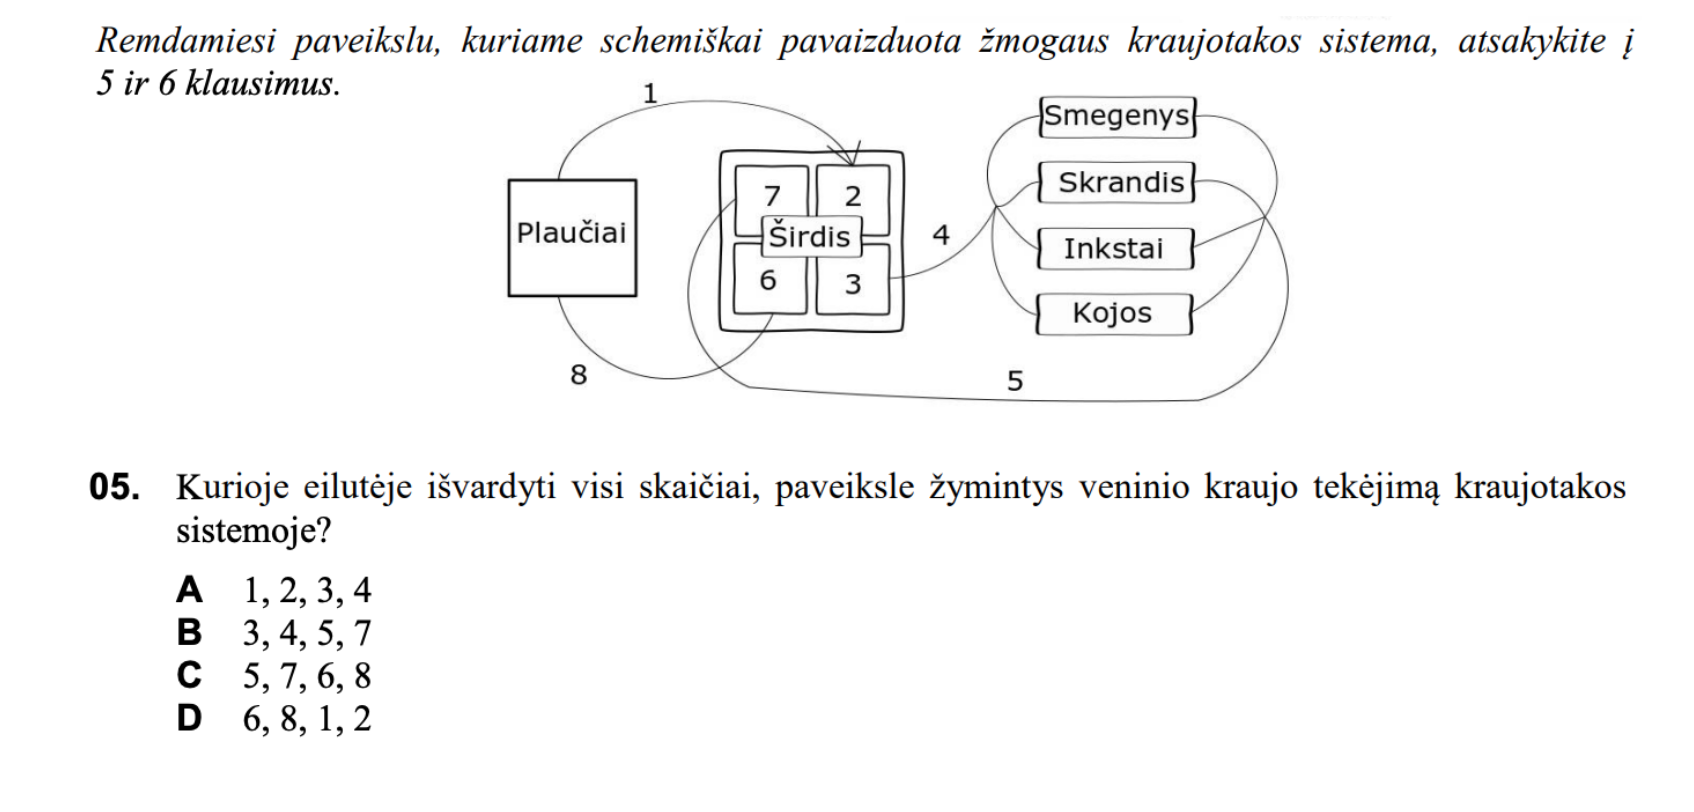 Remdamiesi paveikslu, kuriame schemiškai pavaizduota žmogaus kraujotakos sistema, atsakykite į
5 ir 6 klausimus.
1
Smegenys
7 2
Skrandis
Plaučiai
Širdis
4
Inkstai
6 3
Kojos
8
5
05. Kurioje eilutėje išvardyti visi skaičiai, paveiksle žymintys veninio kraujo tekėjimą kraujotakos
sistemoje?
A 1, 2, 3, 4
B 3, 4, 5, 7
C 5, 7, 6, 8
D 6, 8, 1, 2